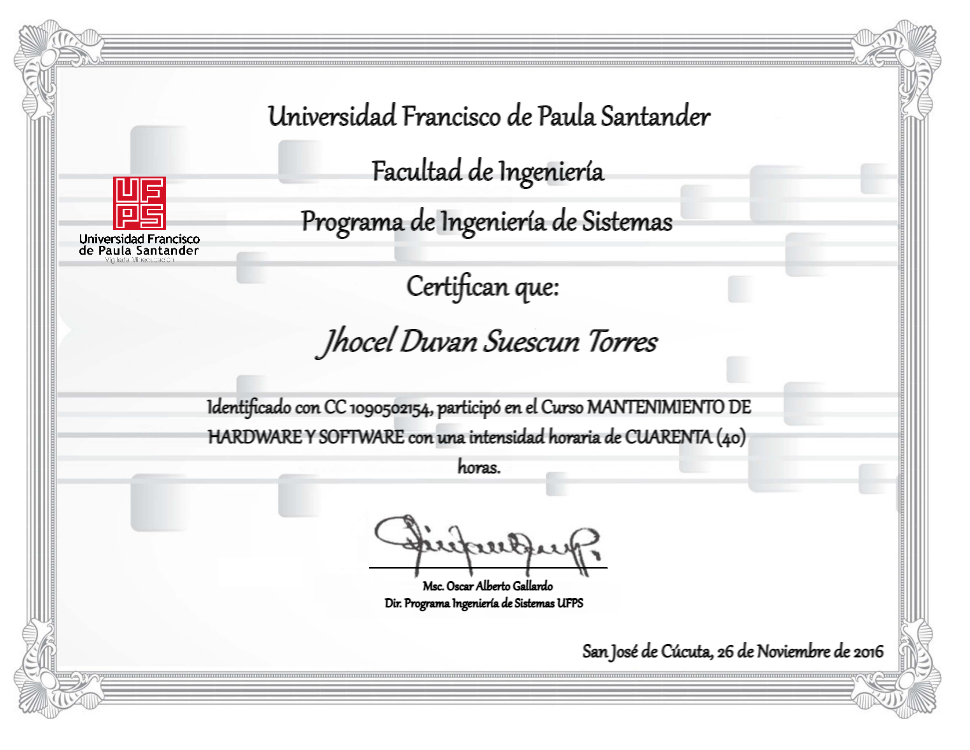 Universidad Francisco de Paula Santander
Facultad de Ingeniería
Programa de Ingeniería de Sistemas
UFPS
Universidad Francisco
de Paula Santander
Vigilada Mineducación
Certifican que:
Jhocel Duvan Suescun Torres
Identificado con CC 1090502154, participó en el Curso MANTENIMIENTO DE
HARDWARE Y SOFTWARE con una intensidad horaria de CUARENTA (40)
horas.
Msc. Oscar Alberto Gallardo
Dir. Programa Ingeniería de Sistemas UFPS
San José de Cúcuta, 26 de Noviembre de 2016